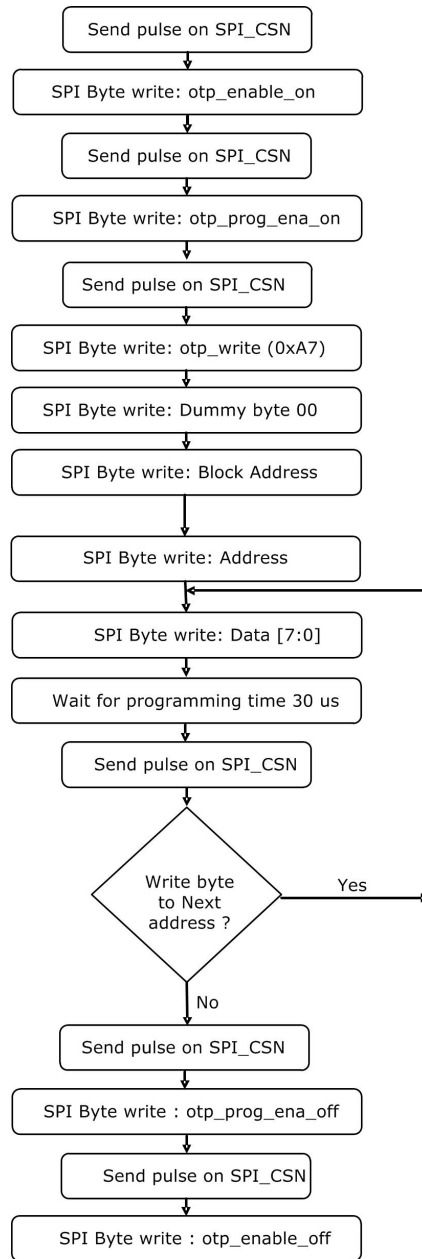 Send pulse on SPI_CSN
SPI Byte write: otp_enable_on
Send pulse on SPI_CSN
SPI Byte write: otp_prog_ena_on
Send pulse on SPI_CSN
SPI Byte write: otp_write (0xA7)
SPI Byte write: Dummy byte 00
SPI Byte write: Block Address
SPI Byte write: Address
SPI Byte write: Data [7:0]
Wait for programming time 30 us
Send pulse on SPI_CSN
Write byte
to Next
address ?
Yes
No
Send pulse on SPI_CSN
SPI Byte write : otp_prog_ena_off
Send pulse on SPI_CSN
SPI Byte write : otp_enable_off